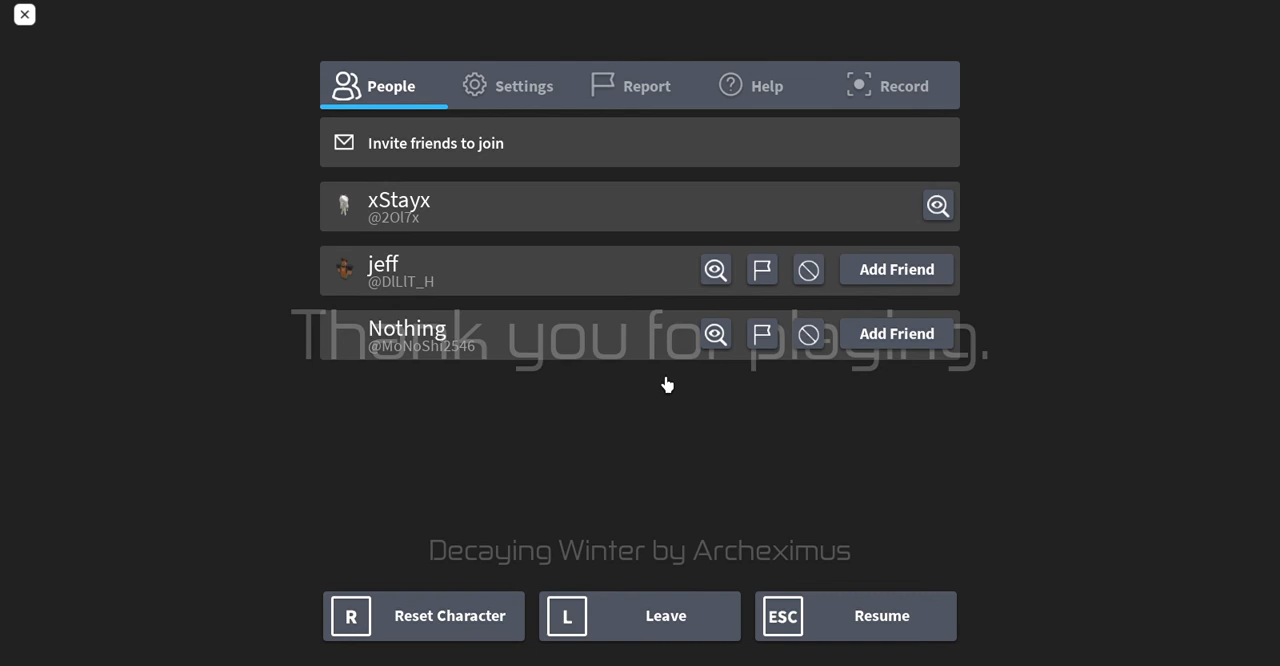 People
Settings
Report
Help
Record
Invite friends to join
xStayx
@2Ol7x
jeff
@DlLlT_H
Add Friend
Nothing
@MoNoShi2546
Add Friend
Thank you for playing.
Decaying Winter by Archeximus
R
Reset Character
L
Leave
ESC
Resume